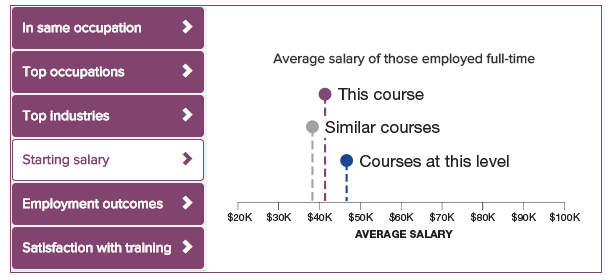 In same occupation
Top occupations
Top industries
Starting salary
Employment outcomes
Satisfaction with training
Average salary of those employed full-time
This course
Similar courses
Courses at this level
$20K $30K $40K $50K $60K $70K $80K $90K $100K
AVERAGE SALARY